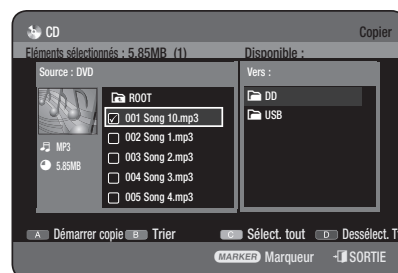 CD Copier
Eléments sélectionnés : 5.85MB (1) Disponible :
Source : DVD Vers :
ROOT DD
001 Song 10.mp3 USB
002 Song 1.mp3
MP3
003 Song 2.mp3
5.85MB
004 Song 3.mp3
005 Song 4.mp3
A Démarrer copie B Trier C Sélect. tout D Dessélect. T
MARKER Marqueur SORTIE